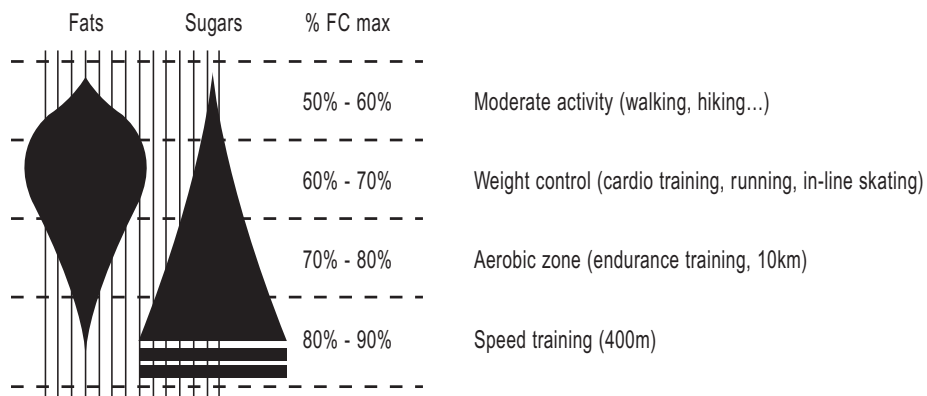 Fats Sugars % FC max
50% - 60% Moderate activity (walking, hiking…)
60% - 70% Weight control (cardio training, running, in-line skating)
70% - 80% Aerobic zone (endurance training, 10km)
80% - 90% Speed training (400m)